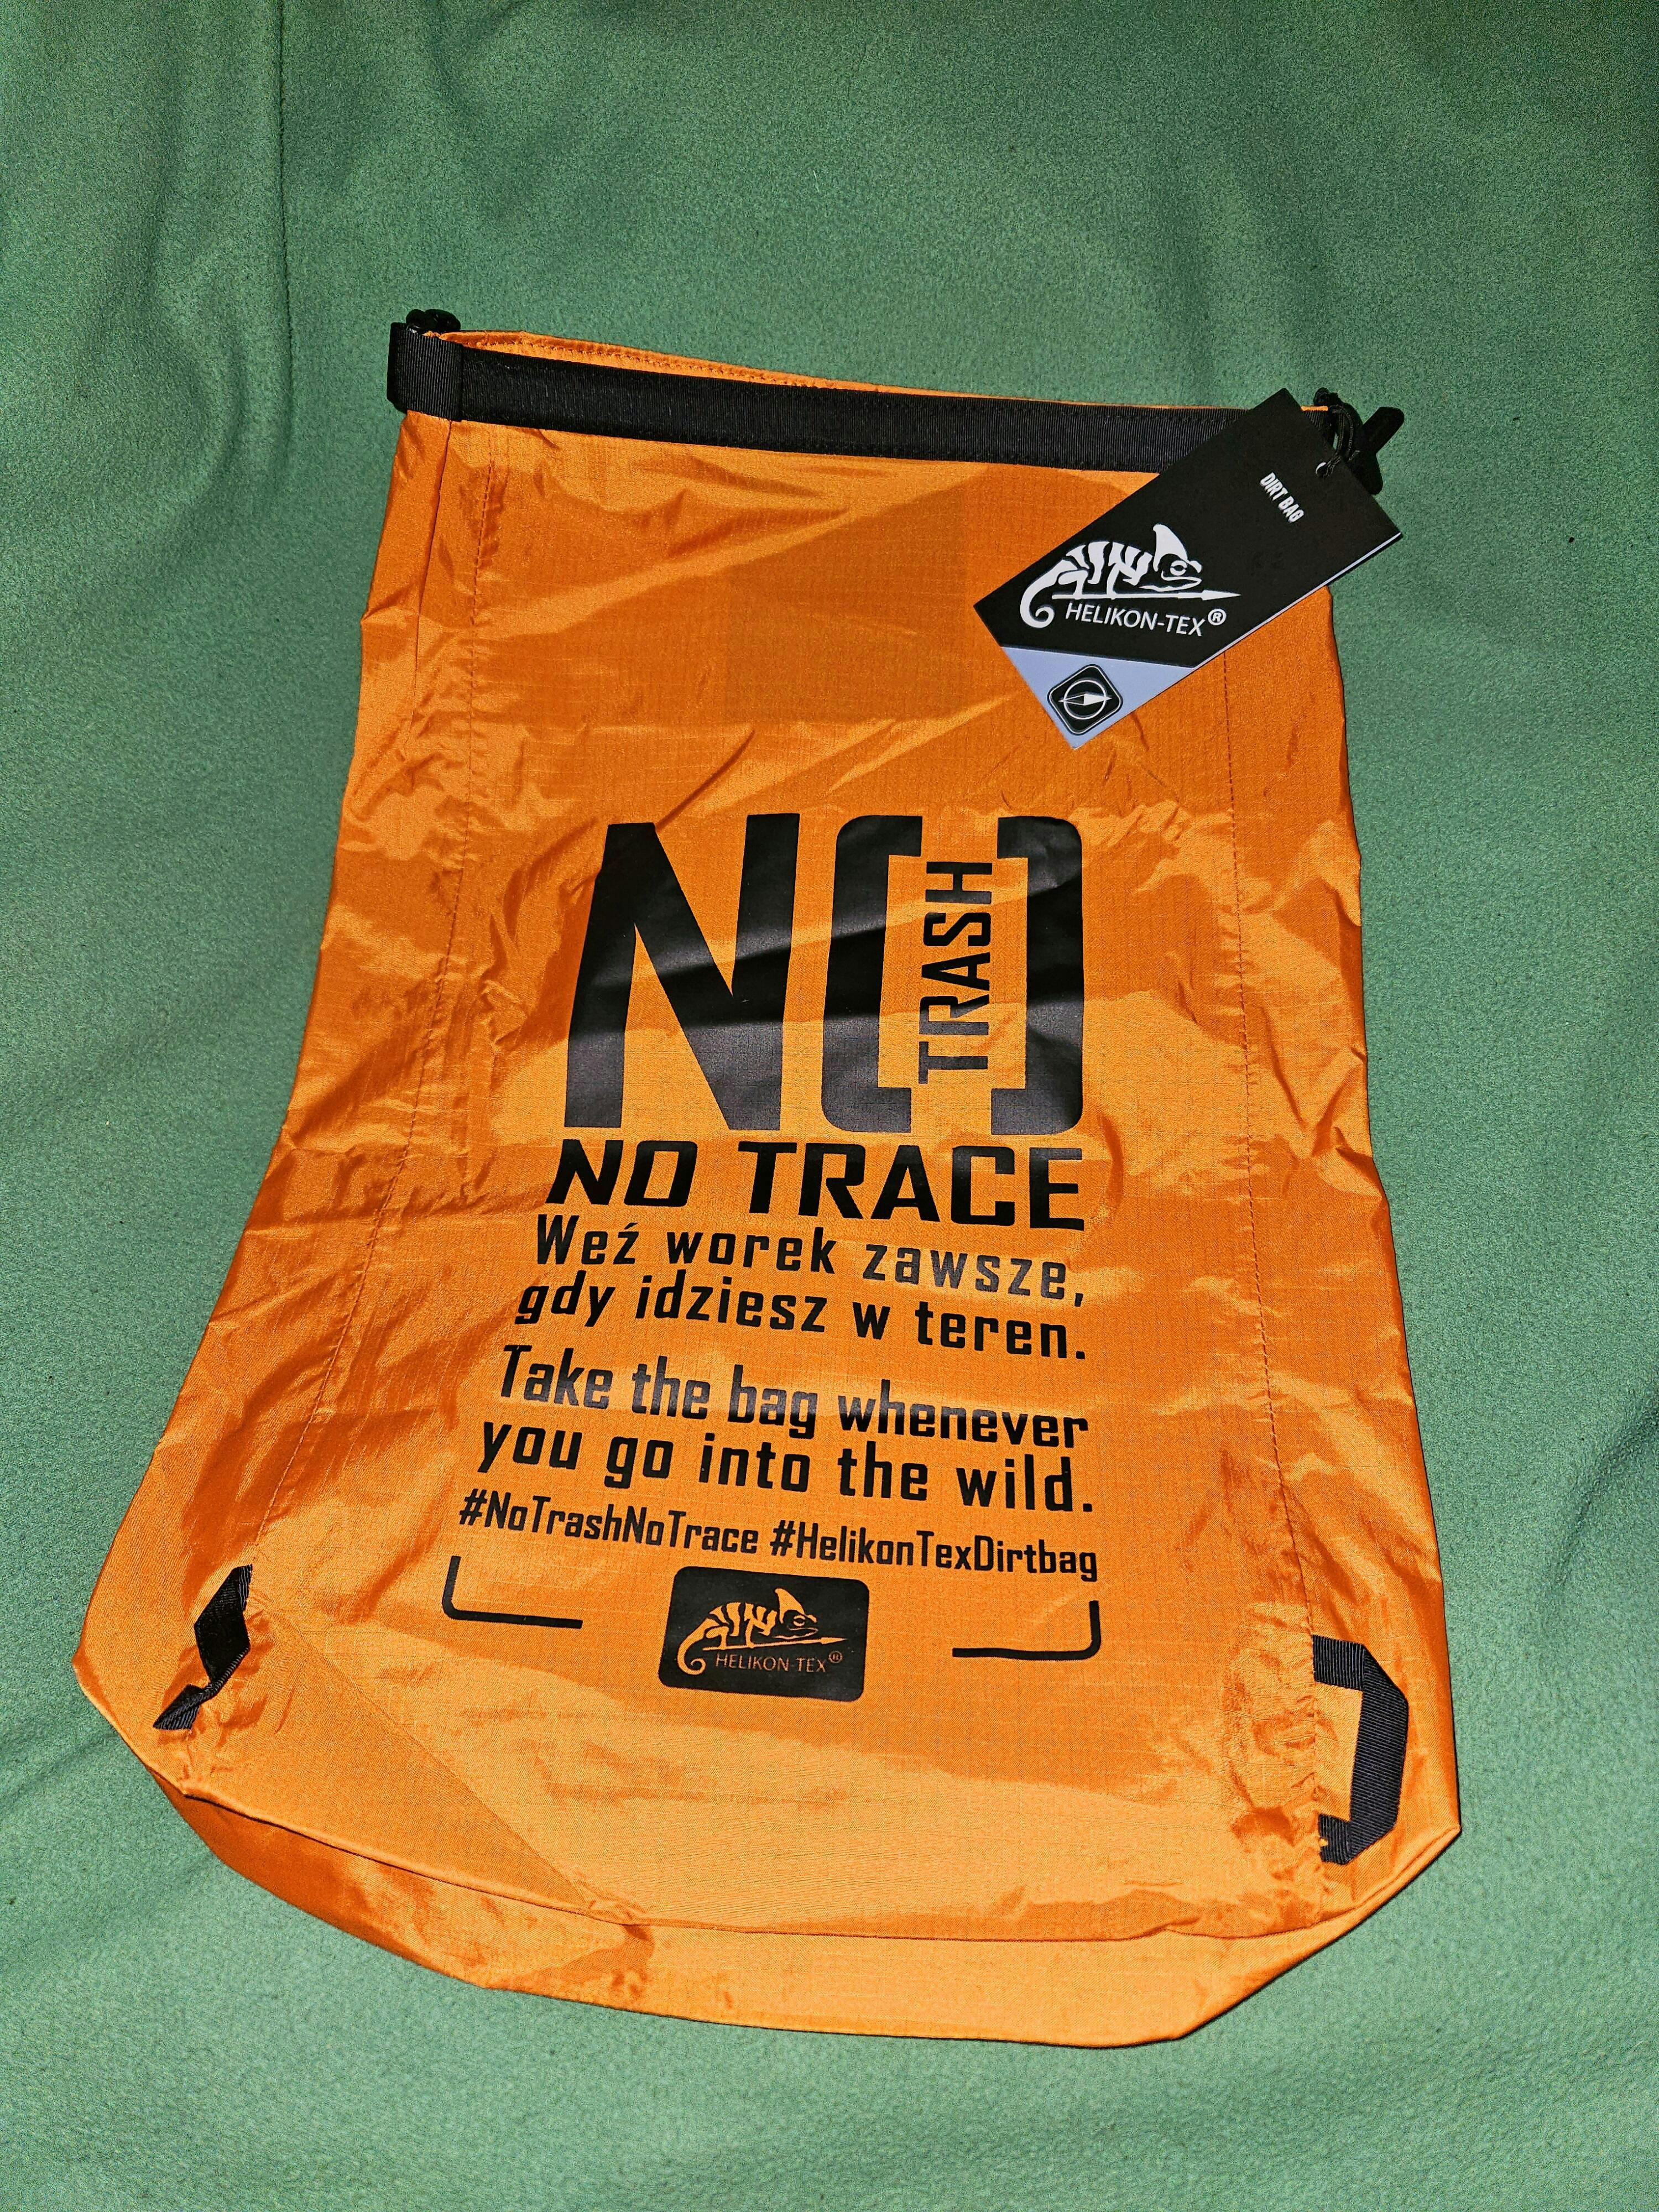 DIRT BAG
HELIKON-TEX®
NO
TRASH
NO TRACE
Weź worek zawsze,
gdy idziesz w teren.
Take the bag whenever
you go into the wild.
#NoTrashNoTrace #HelikonTexDirtbag
HELIKON-TEX®